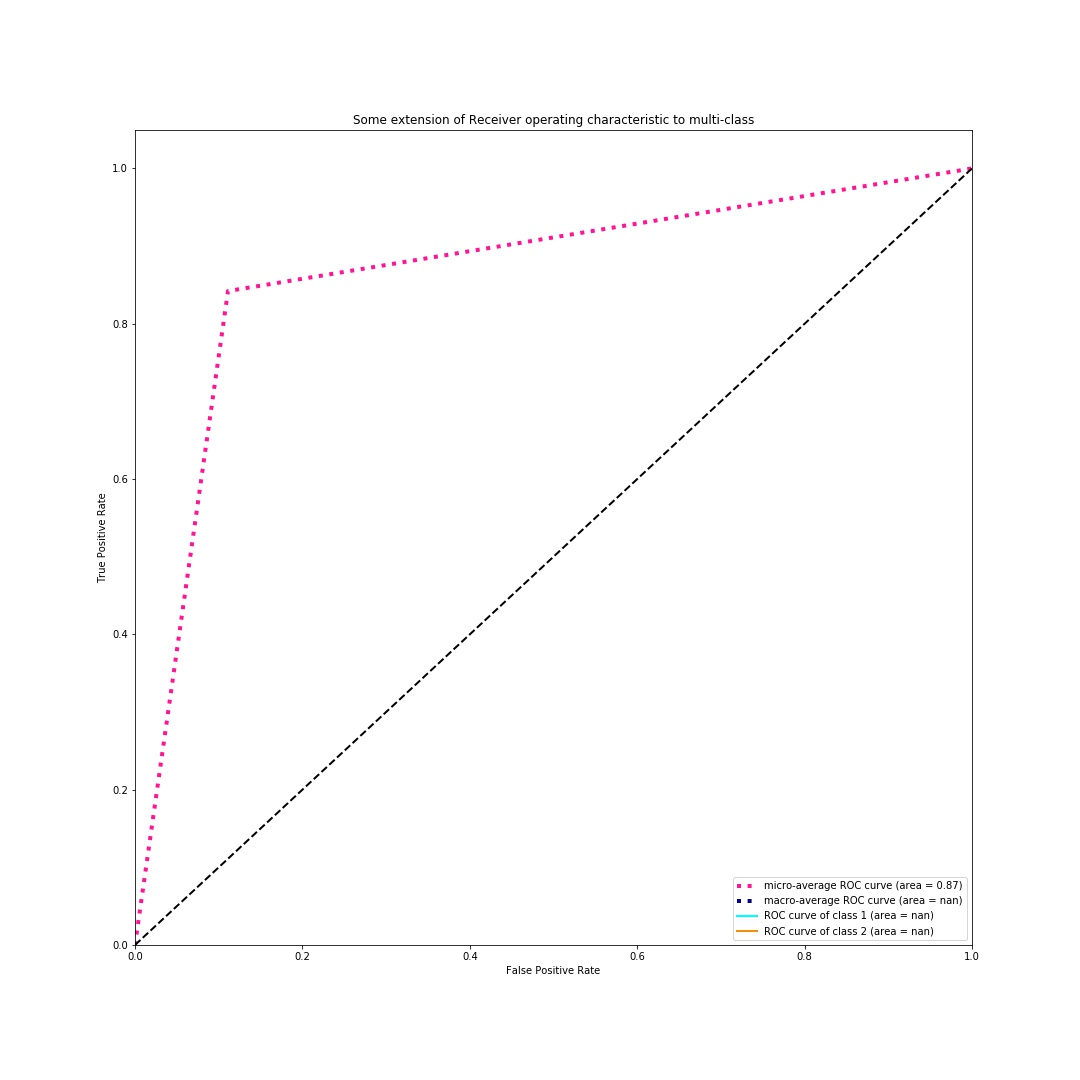 Some extension of Receiver operating characteristic to multi-class
1.0
0.8
0.6
0.4
0.2
0.0
True Positive Rate
micro-average ROC curve (area = 0.87)
macro-average ROC curve (area = nan)
ROC curve of class 1 (area = nan)
ROC curve of class 2 (area = nan)
0.0 0.2 0.4 0.6 0.8 1.0
False Positive Rate